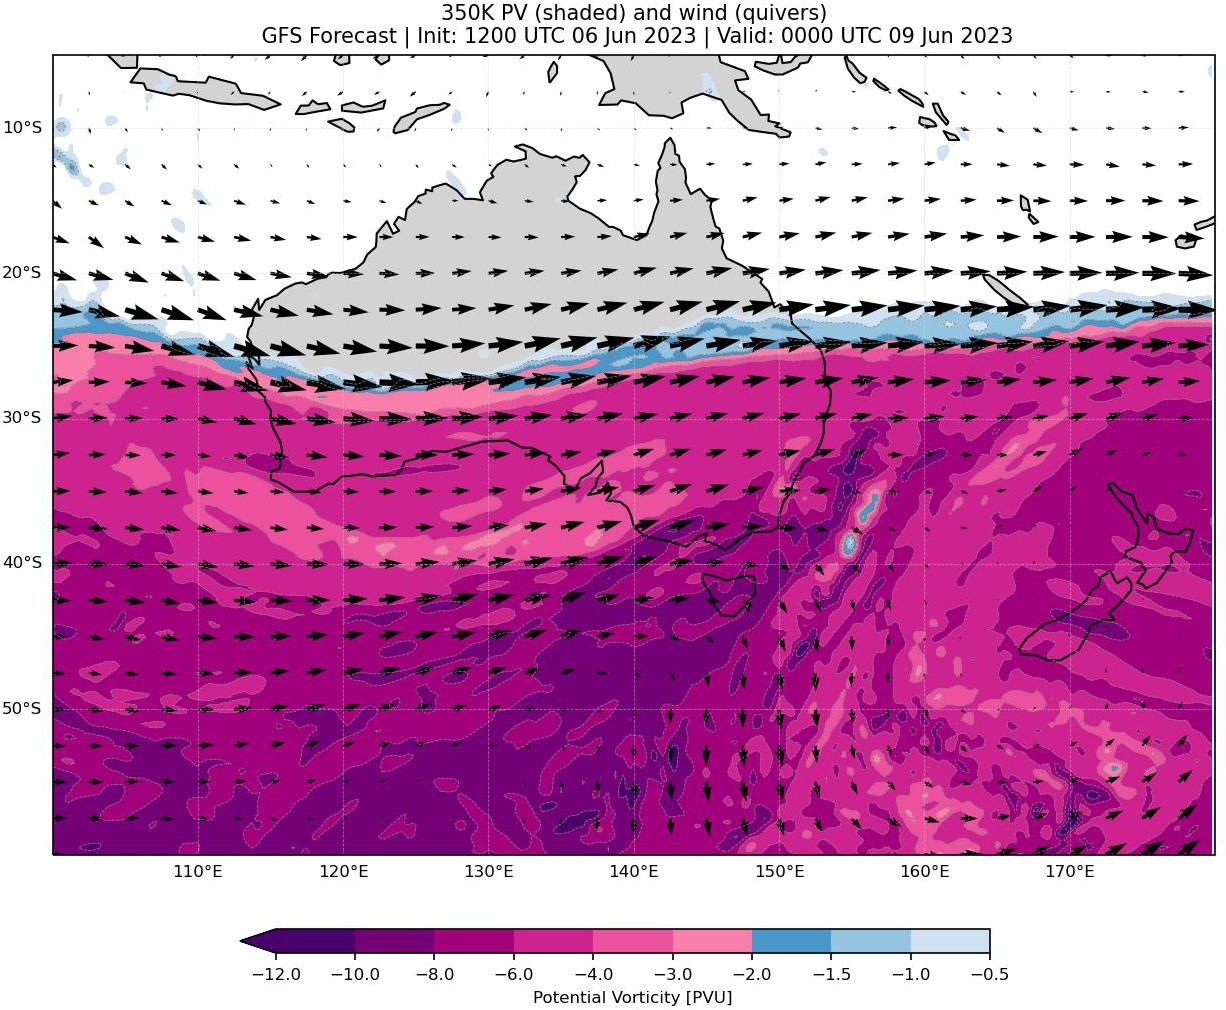 350K PV (shaded) and wind (quivers)
GFS Forecast | Init: 1200 UTC 06 Jun 2023 | Valid: 0000 UTC 09 Jun 2023
10°S
20°S
30°S
40°S
50°S
110°E 120°E 130°E 140°E 150°E 160°E 170°E
−12.0 −10.0 −8.0 −6.0 −4.0 −3.0 −2.0 −1.5 −1.0 −0.5
Potential Vorticity [PVU]